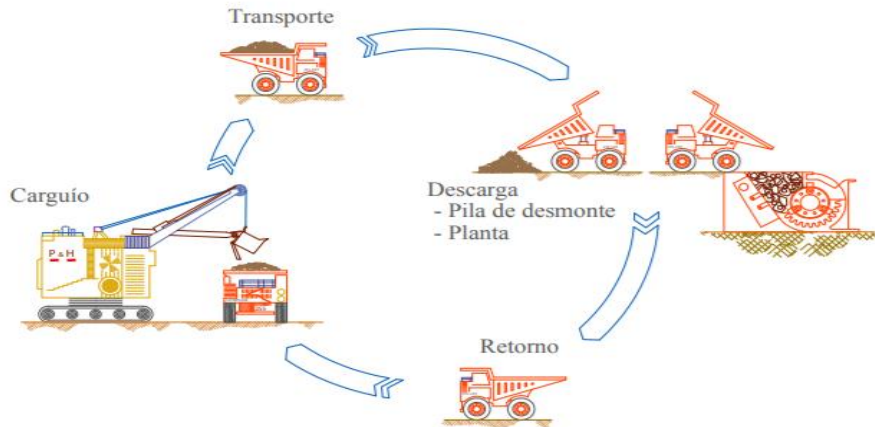 Transporte
Carguío
P & H
Descarga
- Pila de desmonte
- Planta
Retorno